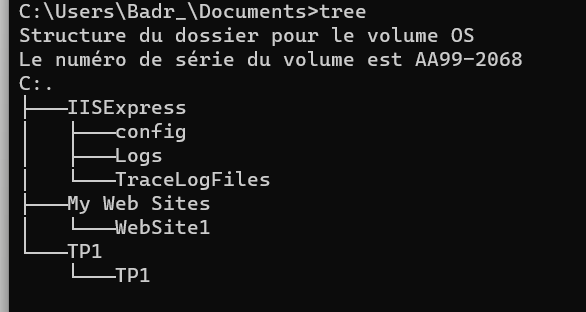 C:\Users\Badr_\Documents>tree
Structure du dossier pour le volume OS
Le numéro de série du volume est AA99-2068
C:.
├───IISExpress
│   ├───config
│   ├───Logs
│   └───TraceLogFiles
├───My Web Sites
│   └───WebSite1
└───TP1
    └───TP1